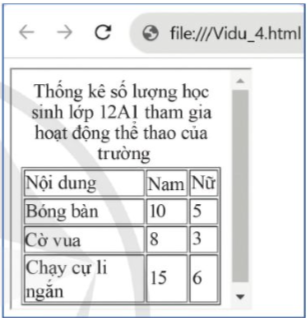 file:///Vidu_4.html
Thống kê số lượng học
sinh lớp 12A1 tham gia
hoạt động thể thao của
trường
Nội dung Nam Nữ
Bóng bàn 10 5
Cờ vua 8 3
Chạy cự li
ngắn 15 6